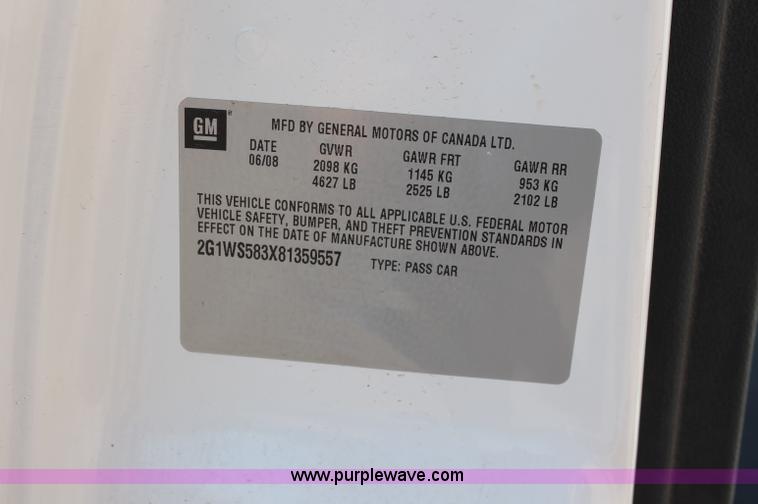 GM ®
MFD BY GENERAL MOTORS OF CANADA LTD.
DATE GVWR GAWR FRT GAWR RR
06/08 2098 KG 1145 KG 953 KG
4627 LB 2525 LB 2102 LB
THIS VEHICLE CONFORMS TO ALL APPLICABLE U.S. FEDERAL MOTOR
VEHICLE SAFETY, BUMPER, AND THEFT PREVENTION STANDARDS IN
EFFECT ON THE DATE OF MANUFACTURE SHOWN ABOVE.
2G1WS583X81359557 TYPE: PASS CAR
www.purplewave.com